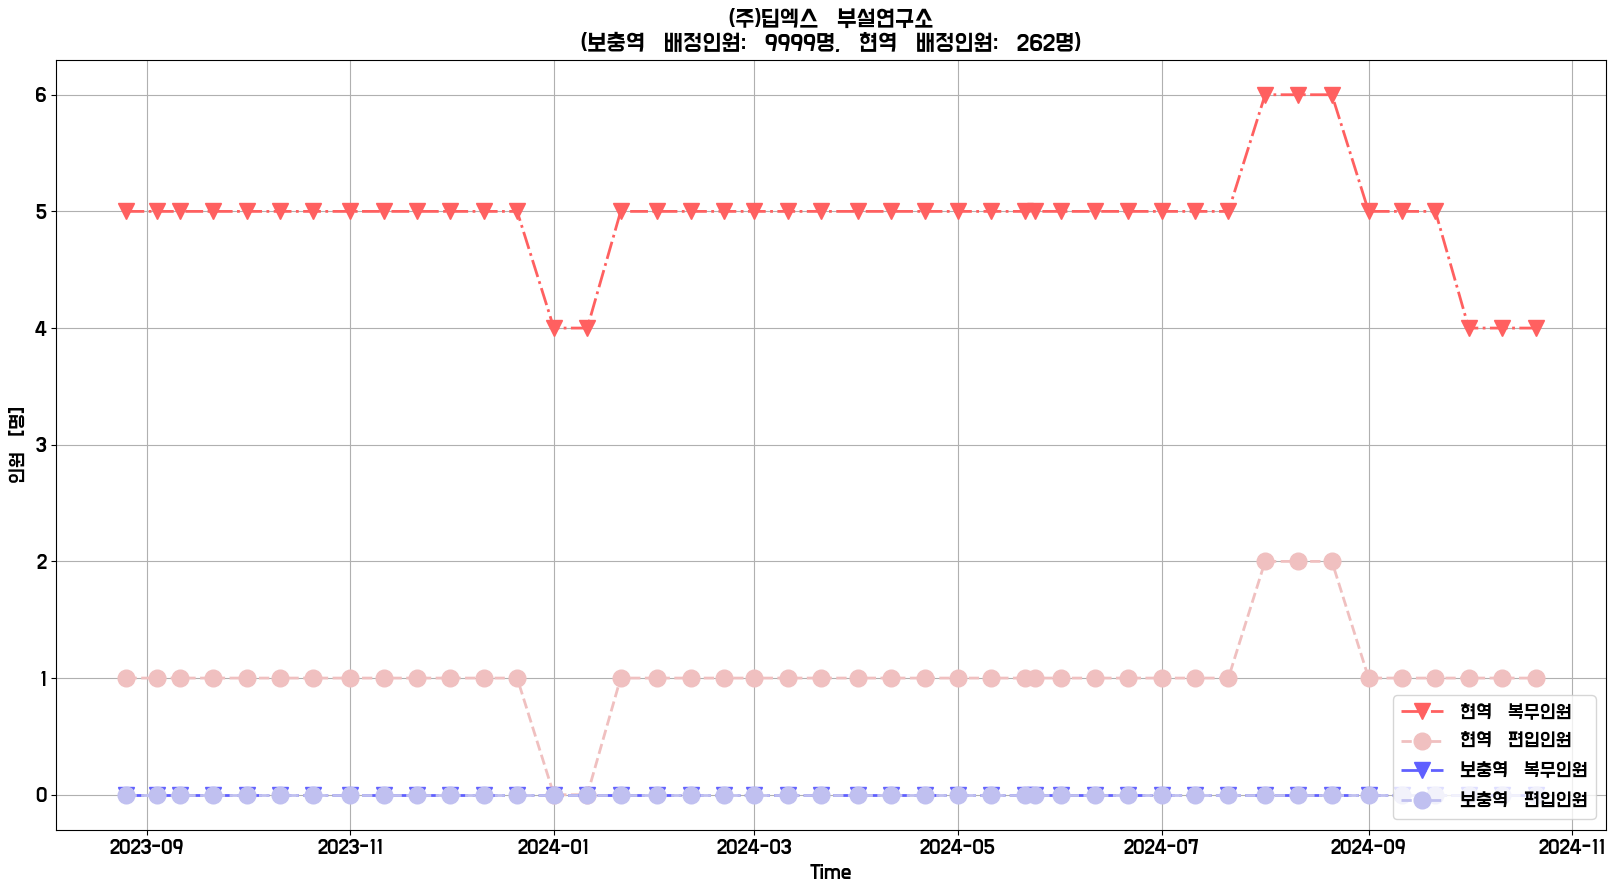 (주)딥엑스 부설연구소
(보충역 배정인원: 9999명, 현역 배정인원: 262명)
6
5
4
3
2
1
0
인원 [명]
현역 복무인원
현역 편입인원
보충역 복무인원
보충역 편입인원
2023-09 2023-11 2024-01 2024-03 2024-05 2024-07 2024-09 2024-11
Time